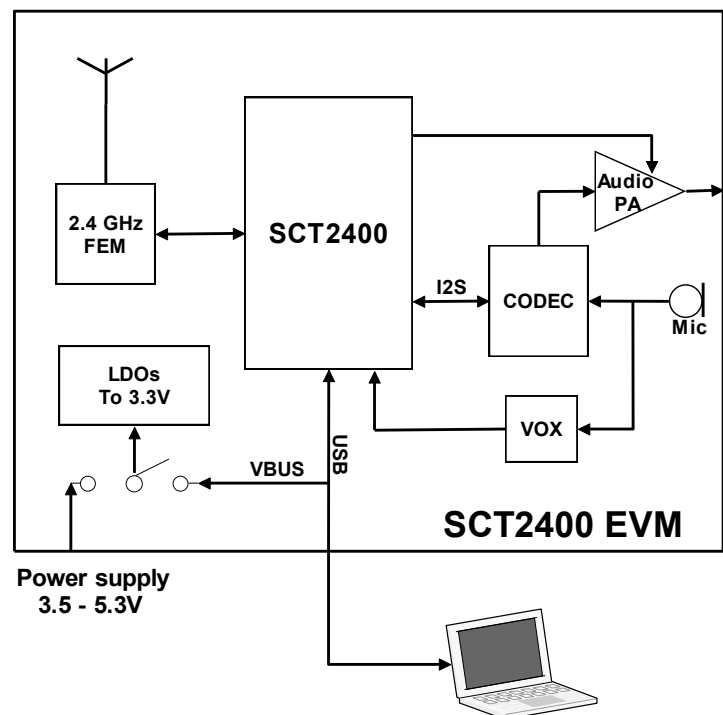 2.4 GHz
FEM
SCT2400
Audio
PA
I2S
CODEC
Mic
LDOs
To 3.3V
VOX
VBUS
USB
SCT2400 EVM
Power supply
3.5 - 5.3V